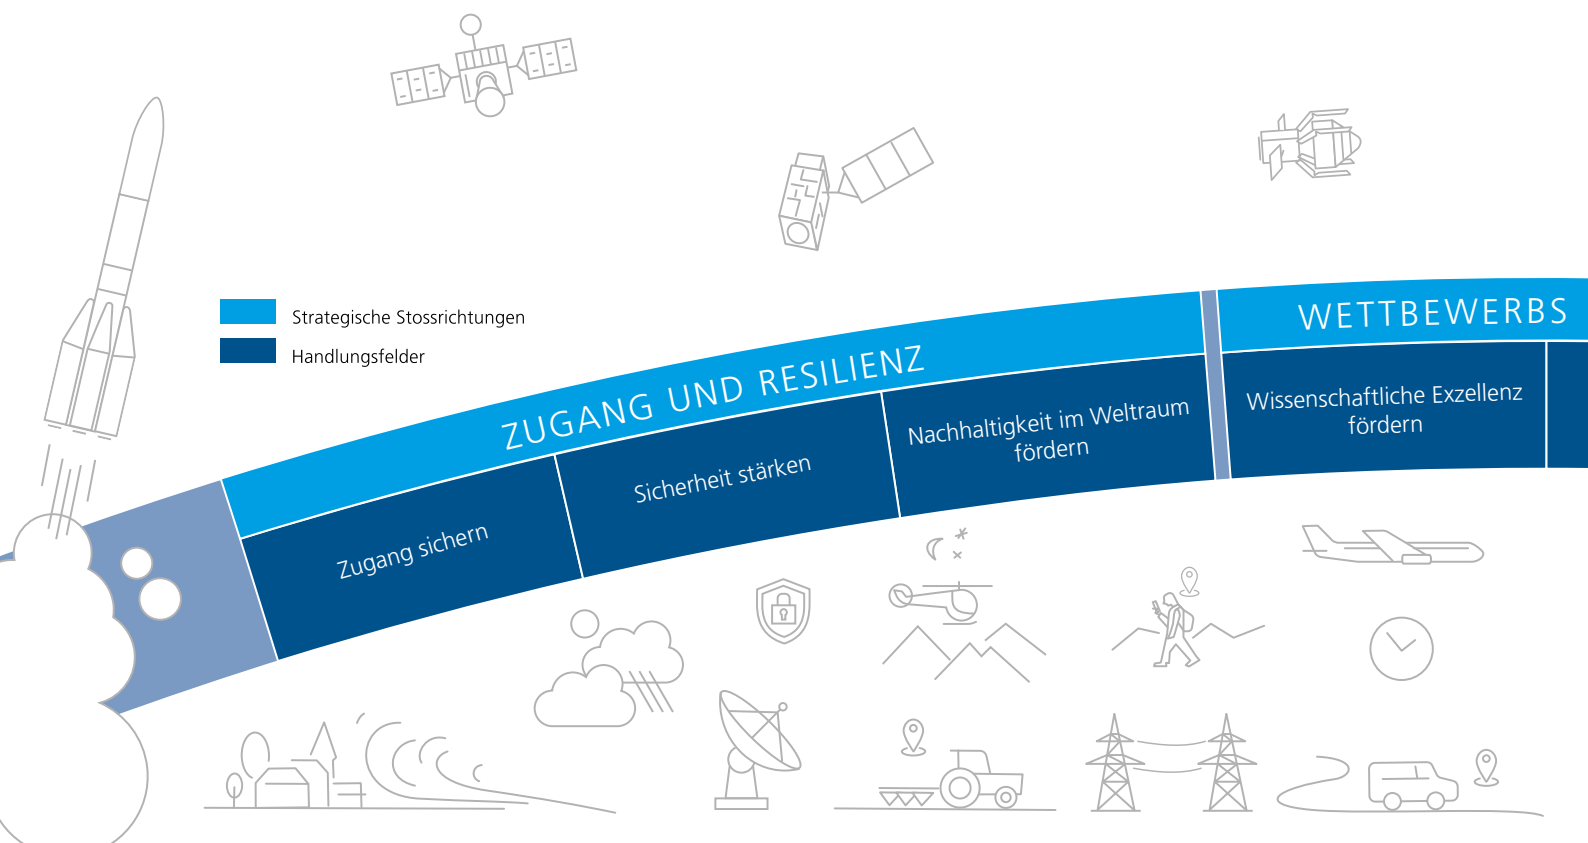 Strategische Stossrichtungen
Handlungsfelder
ZUGANG UND RESILIENZ
Zugang sichern
Sicherheit stärken
Nachhaltigkeit im Weltraum
fördern
WETTBEWERBS
Wissenschaftliche Exzellenz
fördern